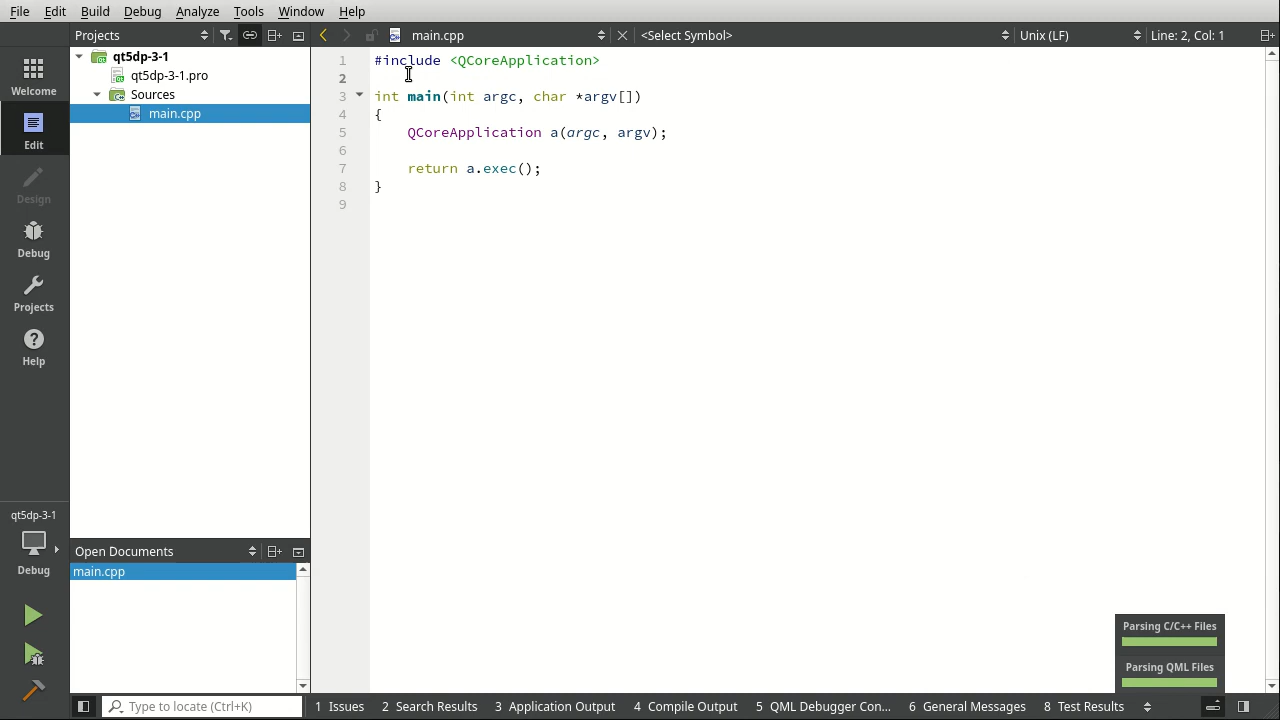 File Edit Build Debug Analyze Tools Window Help
Projects
main.cpp
<Select Symbol>
Unix (LF)
Line: 2, Col: 1
Welcome
Edit
Design
Debug
Projects
Help
qt5dp-3-1
Debug
qt5dp-3-1
qt5dp-3-1.pro
Sources
main.cpp
Open Documents
main.cpp
1 #include <QCoreApplication>
2
3 int main(int argc, char *argv[])
4 {
5     QCoreApplication a(argc, argv);
6
7     return a.exec();
8 }
9
Parsing C/C++ Files
Parsing QML Files
Type to locate (Ctrl+K)
1 Issues 2 Search Results 3 Application Output 4 Compile Output 5 QML Debugger Con... 6 General Messages 8 Test Results